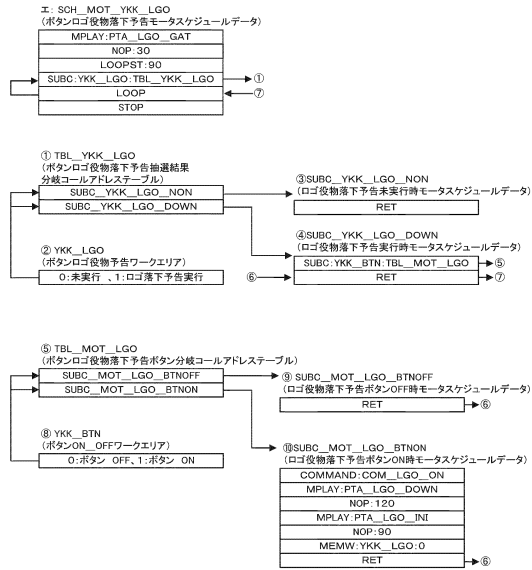 エ: SCH__MOT__YKK__LGO
(ボタンロゴ役物落下予告モータスケジュールデータ)
MPLAY:PTA__LGO__GAT
NOP:30
LOOPST:90
SUBC:YKK__LGO:TBL__YKK__LGO
①
LOOP
⑦
STOP
① TBL__YKK__LGO
(ボタンロゴ役物落下予告抽選結果
分岐コールアドレステーブル)
SUBC__YKK__LGO__NON
SUBC__YKK__LGO__DOWN
③SUBC__YKK__LGO__NON
(ロゴ役物落下予告未実行時モータスケジュールデータ)
RET
② YKK__LGO
(ボタンロゴ役物予告ワークエリア)
0:未実行 、1:ロゴ落下予告実行
④SUBC__YKK__LGO__DOWN
(ロゴ役物落下予告実行時モータスケジュールデータ)
SUBC:YKK__BTN:TBL__MOT__LGO
⑤
⑥
RET
⑦
⑤ TBL__MOT__LGO
(ボタンロゴ役物落下予告ボタン分岐コールアドレステーブル)
SUBC__MOT__LGO__BTNOFF
SUBC__MOT__LGO__BTNON
⑨ SUBC__MOT__LGO__BTNOFF
(ロゴ役物落下予告ボタンOFF時モータスケジュールデータ)
RET
⑥
⑧ YKK__BTN
(ボタンON__OFFワークエリア)
0:ボタン OFF、1:ボタン ON
⑩SUBC__MOT__LGO__BTNON
(ロゴ役物落下予告ボタンON時モータスケジュールデータ)
COMMAND:COM__LGO__ON
MPLAY:PTA__LGO__DOWN
NOP:120
MPLAY:PTA__LGO__INI
NOP:90
MEMW:YKK__LGO:0
RET
⑥